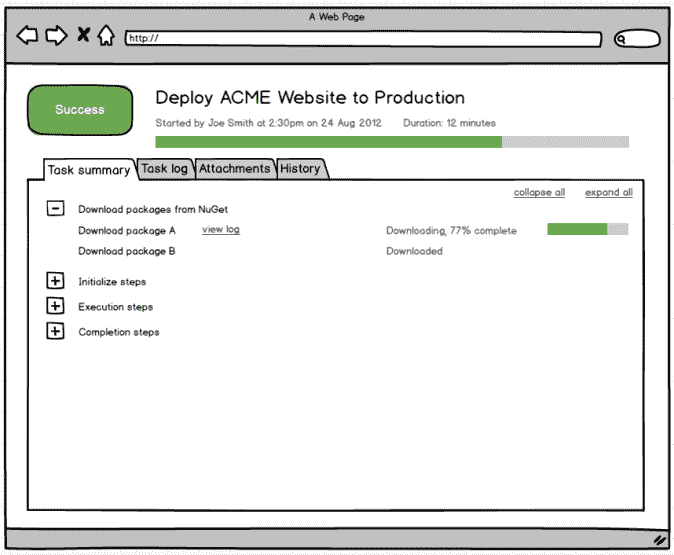 A Web Page
http://
Success
Deploy ACME Website to Production
Started by Joe Smith at 2:30pm on 24 Aug 2012 Duration: 12 minutes
Task summary Task log Attachments History
collapse all expand all
Download packages from NuGet
Download package A view log Downloading, 77% complete
Download package B Downloaded
Initialize steps
Execution steps
Completion steps